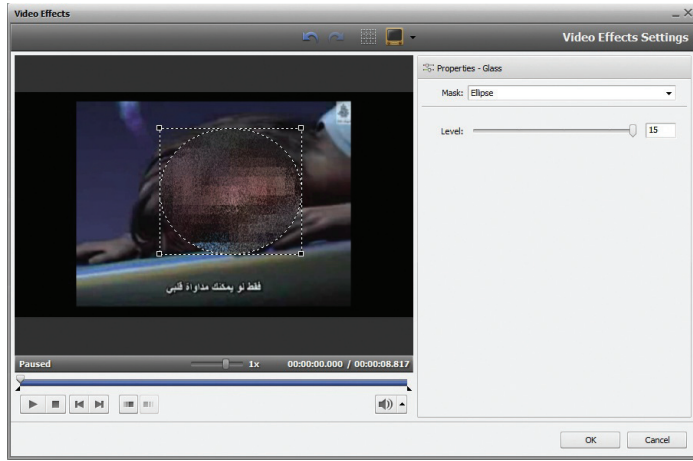 Video Effects
Video Effects Settings
Properties - Glass
Mask: Ellipse
Level: 15
فقط لو يمكنك مداواة قلبي
Paused 1x 00:00:00.000 / 00:00:08.817
OK Cancel